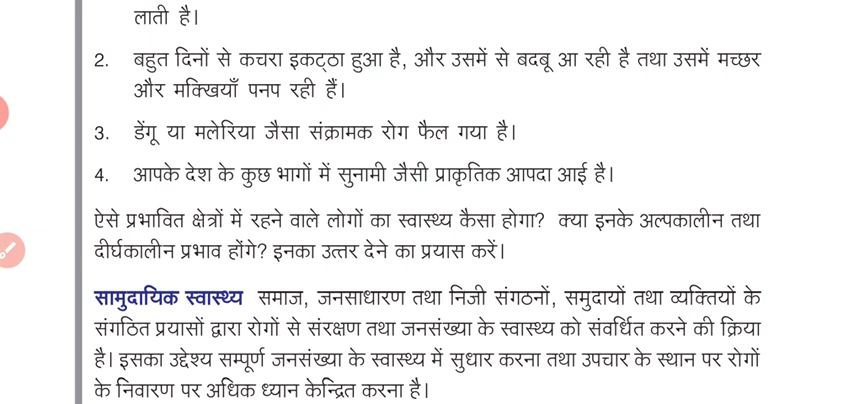 लाती है।
2. बहुत दिनों से कचरा इकट्ठा हुआ है, और उसमें से बदबू आ रही है तथा उसमें मच्छर
और मक्खियाँ पनप रही हैं।
3. डेंगू या मलेरिया जैसा संक्रामक रोग फैल गया है।
4. आपके देश के कुछ भागों में सुनामी जैसी प्राकृतिक आपदा आई है।
ऐसे प्रभावित क्षेत्रों में रहने वाले लोगों का स्वास्थ्य कैसा होगा? क्या इनके अल्पकालीन तथा
दीर्घकालीन प्रभाव होंगे? इनका उत्तर देने का प्रयास करें।
सामुदायिक स्वास्थ्य समाज, जनसाधारण तथा निजी संगठनों, समुदायों तथा व्यक्तियों के
संगठित प्रयासों द्वारा रोगों से संरक्षण तथा जनसंख्या के स्वास्थ्य को संवर्धित करने की क्रिया
है। इसका उद्देश्य सम्पूर्ण जनसंख्या के स्वास्थ्य में सुधार करना तथा उपचार के स्थान पर रोगों
के निवारण पर अधिक ध्यान केन्द्रित करना है।